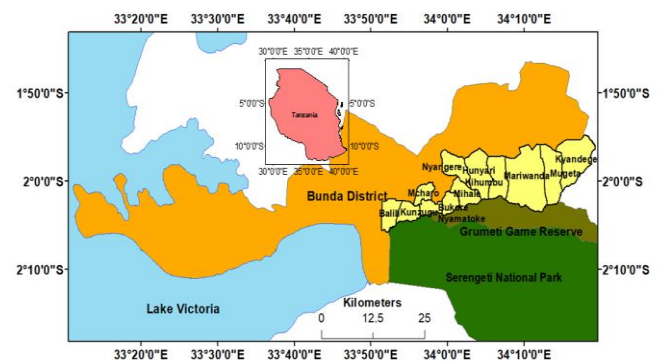 33°20'0"E 33°30'0"E 33°40'0"E 33°50'0"E 34°0'0"E 34°10'0"E
30°0'0"E 35°0'0"E 40°0'0"E
1°50'0"S 1°50'0"S
5°0'0"S 5°0'0"S
Tanzania
10°0'0"S 10°0'0"S
30°0'0"E 35°0'0"E 40°0'0"E
Kyandege
Nyangere Hunyari
Mugeta
Mariwanda
2°0'0"S 2°0'0"S
Kihumbu
Bunda District
Mcharo Mihale
Balili Kunzugu Bukore
Nyamatoke
Grumeti Game Reserve
2°10'0"S 2°10'0"S
Serengeti National Park
Lake Victoria
Kilometers
0 12.5 25
33°20'0"E 33°30'0"E 33°40'0"E 33°50'0"E 34°0'0"E 34°10'0"E